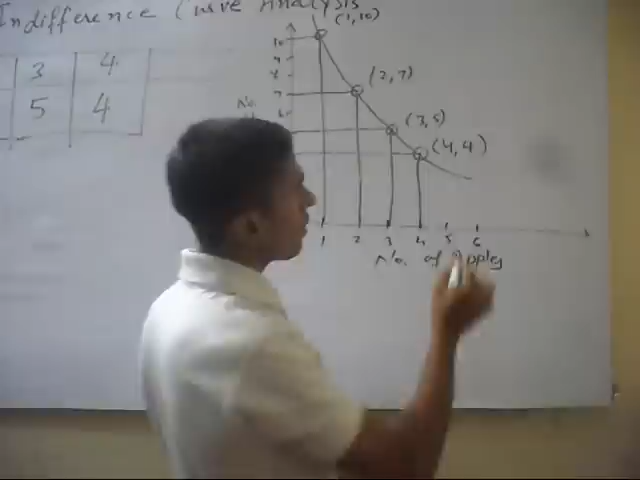 Indifference Curve Analysis
3 4
5 4
(1,10)
10
(2,7)
7
No.
(3,5)
(4,4)
1 2 3 4 5 6
No. of Apples